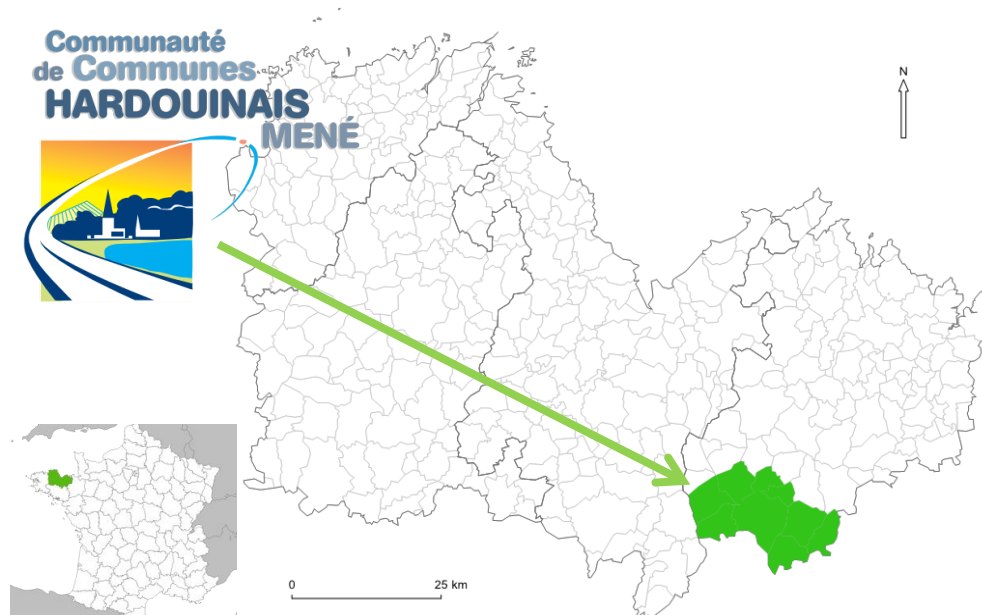 Communauté
de Communes
HARDOUINAIS
MENÉ
N
0 25 km